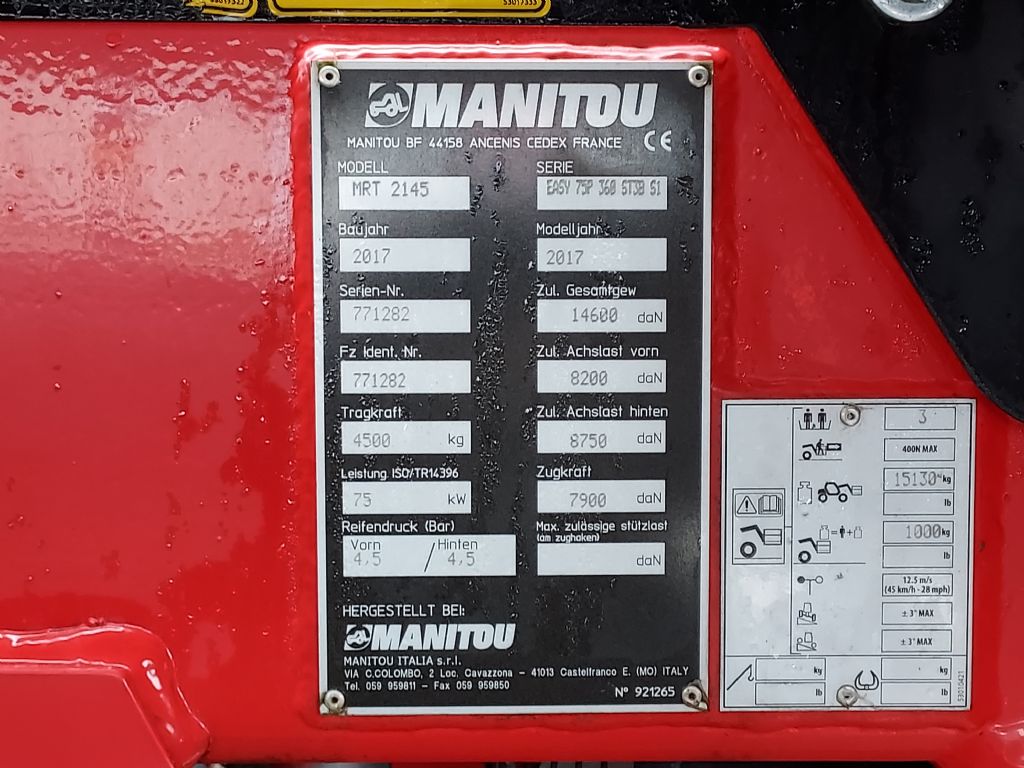 53017333
MANITOU
MANITOU BF 44158 ANCENIS CEDEX FRANCE CE
MODELL
MRT 2145
SERIE
EASY 75P 360 ST3B S1
Baujahr
2017
Modelljahr
2017
Serien-Nr.
771282
Zul. Gesamtgew
14600 daN
Fz Ident. Nr.
771282
Zul. Achslast vorn
8200 daN
Tragkraft
4500 kg
Zul. Achslast hinten
8750 daN
Leistung ISO/TR14396
75 kW
Zugkraft
7900 daN
Reifendruck (Bar)
Vorn / Hinten
4,5 4,5
Max. zulässige stützlast
(am zughaken)
daN
HERGESTELLT BEI:
MANITOU
MANITOU ITALIA s.r.l.
VIA C.COLOMBO, 2 Loc. Cavazzona - 41013 Castelfranco E. (MO) ITALY
Tel. 059 959811 - Fax 059 959850
N° 921265
3
400N MAX
15130 kg
lb
1000 kg
lb
12.5 m/s
(45 km/h - 28 mph)
± 3° MAX
± 3° MAX
kg
lb
kg
lb
53010421